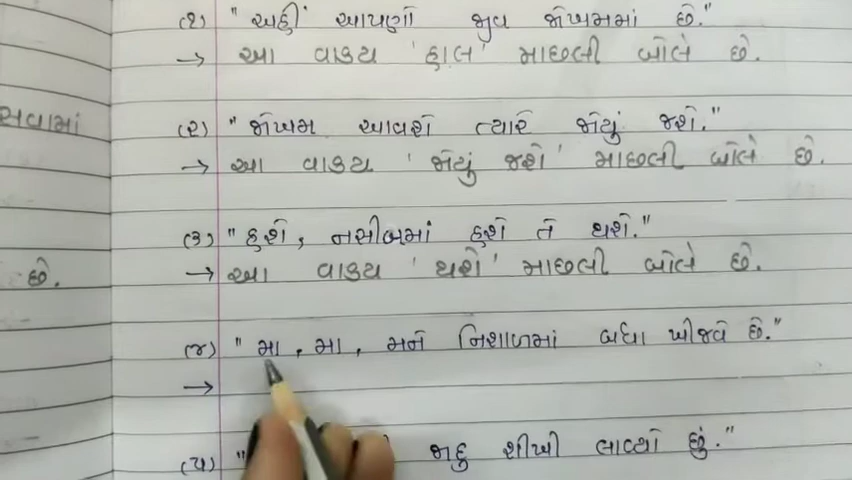 (૧) "અહીં આપણો જીવ જોખમમાં છે."
→ આ વાક્ય 'હાલ' માછલી બોલે છે.
સવામાં
(૨) "જોખમ આવશે ત્યારે જોયું જશે."
→ આ વાક્ય 'જોયું જશે' માછલી બોલે છે.
(૩) "હશે, નસીબમાં હશે તે થશે."
છે.
→ આ વાક્ય 'થશે' માછલી બોલે છે.
(૪) "મા, મા, મને નિશાળમાં બધા ખીજવે છે."
→
(૫) " જાદુ શીખી લાવ્યો છું."